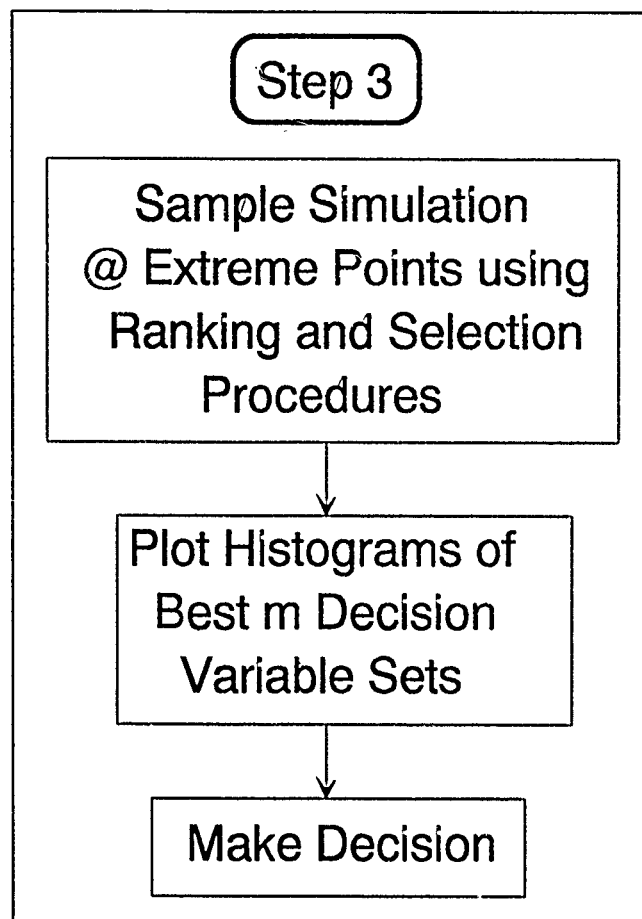 Step 3
Sample Simulation
@ Extreme Points using
Ranking and Selection
Procedures
Plot Histograms of
Best m Decision
Variable Sets
Make Decision